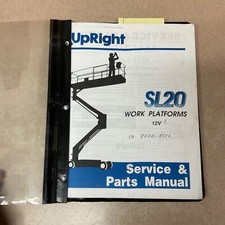 UpRight
SL20
WORK PLATFORMS
12V
Service &
Parts Manual